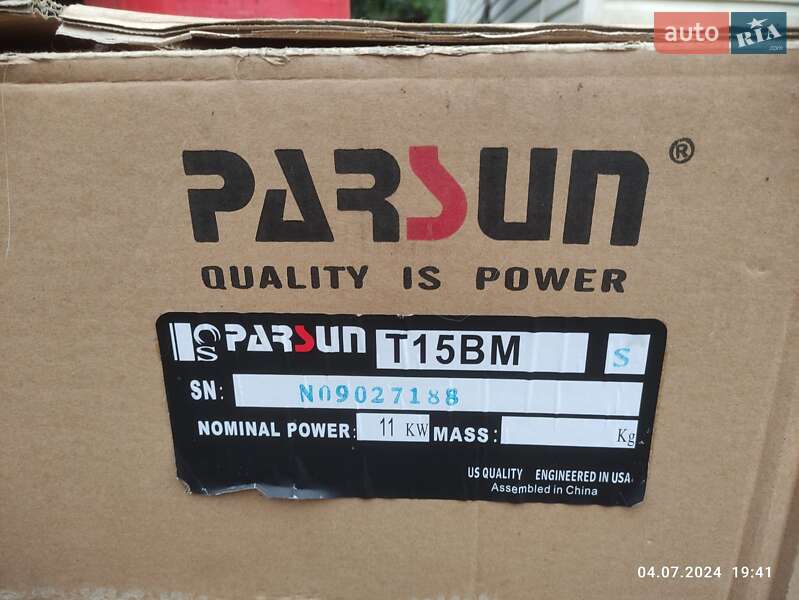 auto RIA
PARSUN®
QUALITY IS POWER
PARSUN T15BM S
SN: N09027188
NOMINAL POWER: 11 KW MASS: Kg
US QUALITY ENGINEERED IN USA
Assembled in China
04.07.2024 19:41